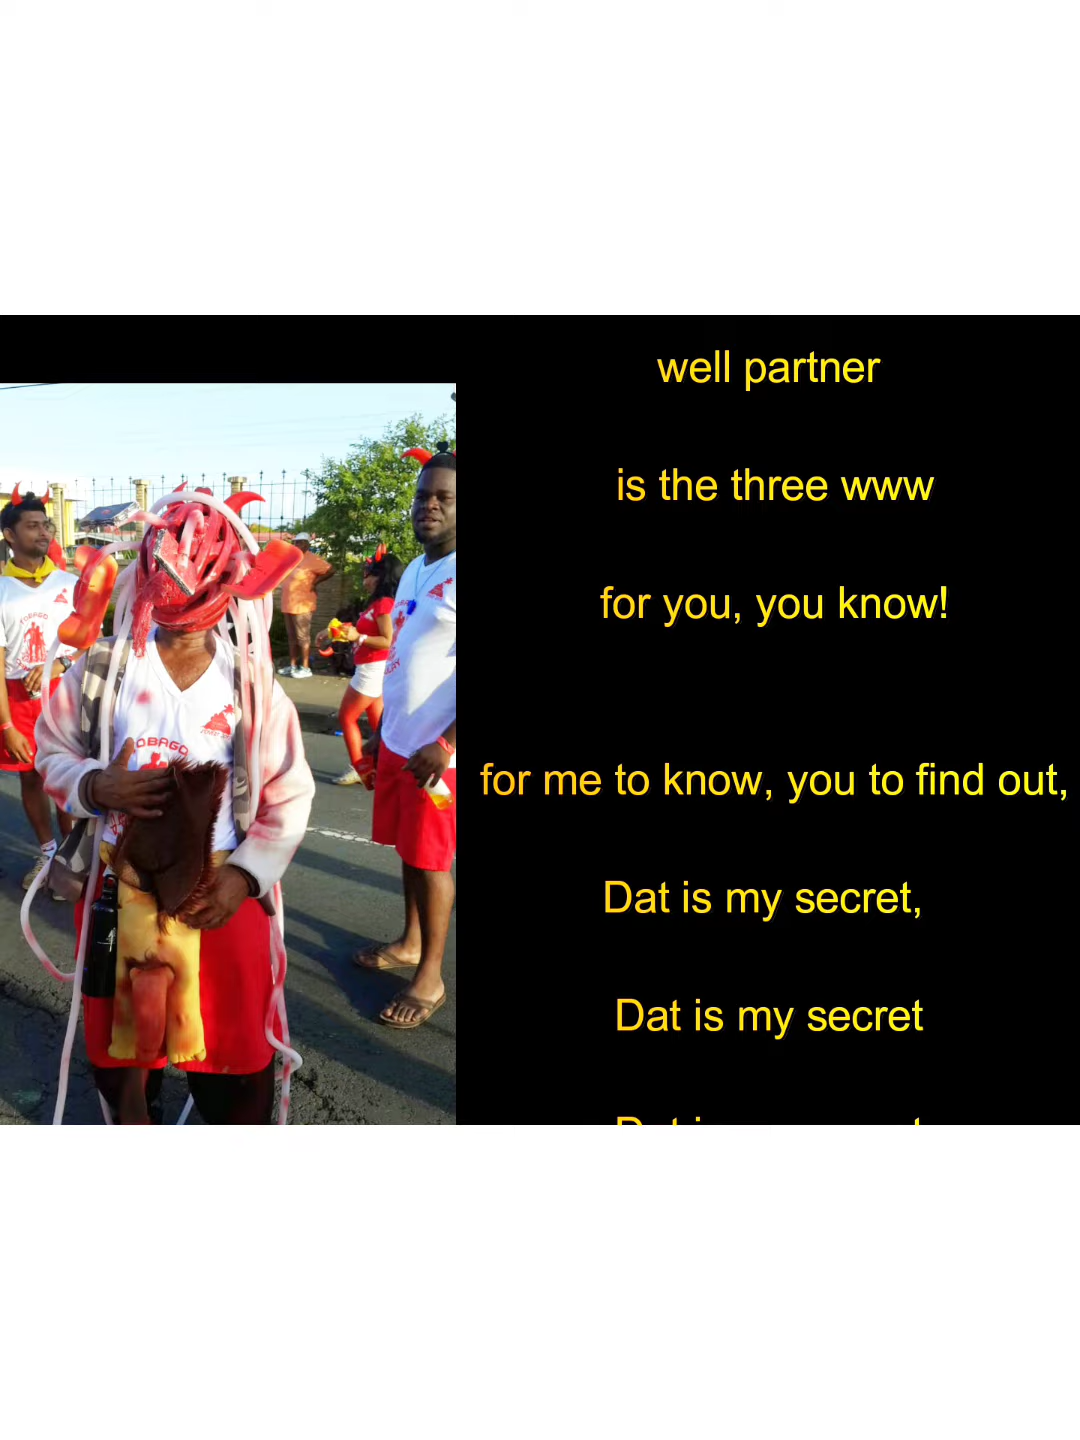 well partner
is the three www
for you, you know!
for me to know, you to find out,
Dat is my secret,
Dat is my secret
OBAGO